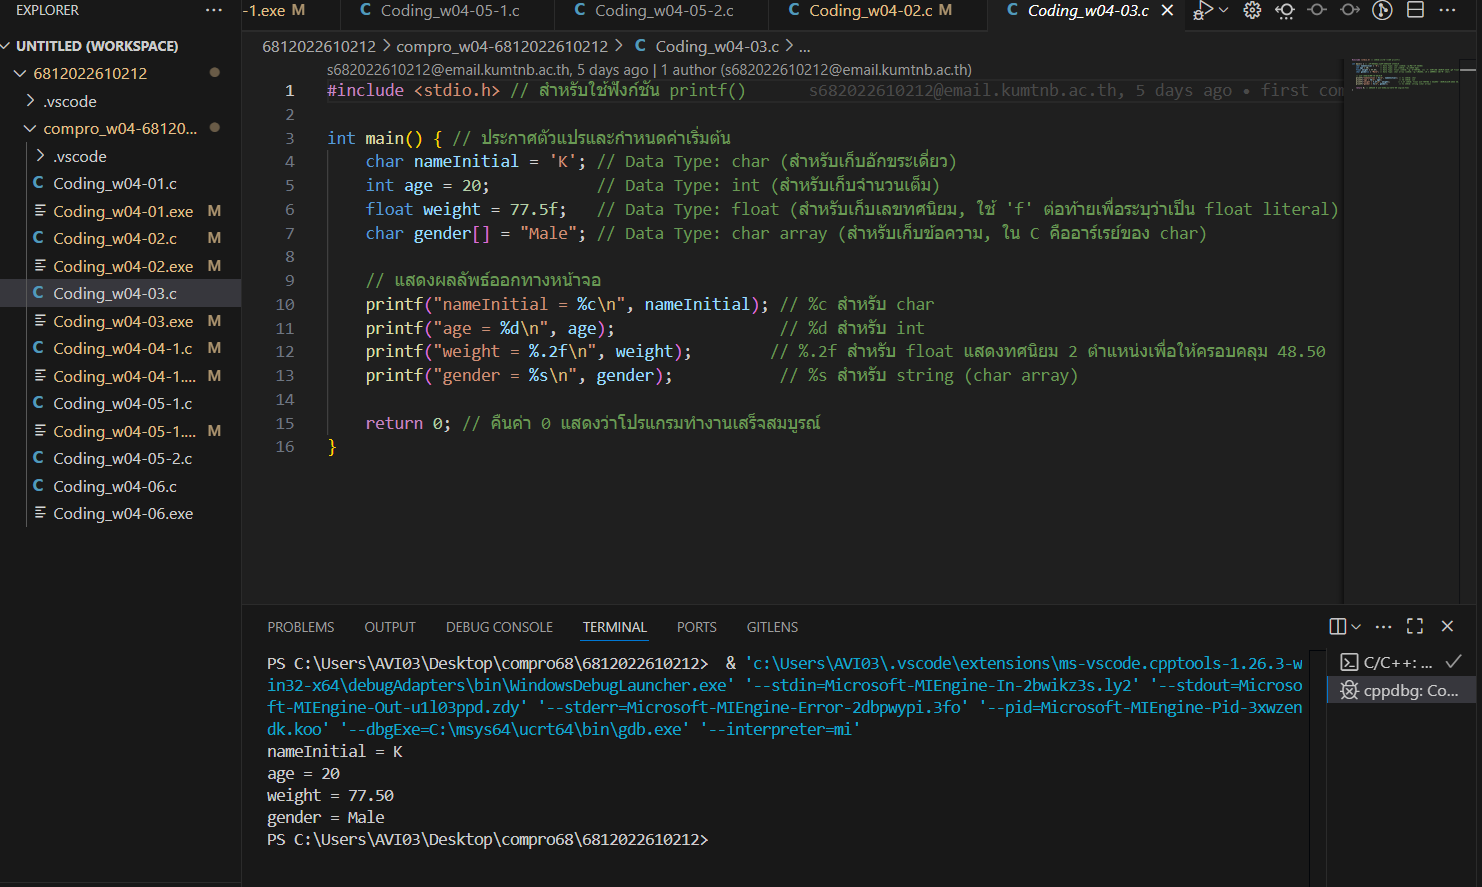 EXPLORER
UNTITLED (WORKSPACE)
6812022610212
.vscode
compro_w04-68120...
.vscode
Coding_w04-01.c
Coding_w04-01.exe M
Coding_w04-02.c M
Coding_w04-02.exe M
Coding_w04-03.c
Coding_w04-03.exe M
Coding_w04-04-1.c M
Coding_w04-04-1.... M
Coding_w04-05-1.c
Coding_w04-05-1.... M
Coding_w04-05-2.c
Coding_w04-06.c
Coding_w04-06.exe
-1.exe M
C Coding_w04-05-1.c
C Coding_w04-05-2.c
C Coding_w04-02.c M
C Coding_w04-03.c
6812022610212 > compro_w04-6812022610212 > C Coding_w04-03.c > ...
s682022610212@email.kumtnb.ac.th, 5 days ago | 1 author (s682022610212@email.kumtnb.ac.th)
1 #include <stdio.h> // สำหรับใช้ฟังก์ชัน printf() s682022610212@email.kumtnb.ac.th, 5 days ago • first com
2
3 int main() { // ประกาศตัวแปรและกำหนดค่าเริ่มต้น
4 char nameInitial = 'K'; // Data Type: char (สำหรับเก็บอักขระเดี่ยว)
5 int age = 20; // Data Type: int (สำหรับเก็บจำนวนเต็ม)
6 float weight = 77.5f; // Data Type: float (สำหรับเก็บเลขทศนิยม, ใช้ 'f' ต่อท้ายเพื่อระบุว่าเป็น float literal)
7 char gender[] = "Male"; // Data Type: char array (สำหรับเก็บข้อความ, ใน C คืออาร์เรย์ของ char)
8
9 // แสดงผลลัพธ์ออกทางหน้าจอ
10 printf("nameInitial = %c\n", nameInitial); // %c สำหรับ char
11 printf("age = %d\n", age); // %d สำหรับ int
12 printf("weight = %.2f\n", weight); // %.2f สำหรับ float แสดงทศนิยม 2 ตำแหน่งเพื่อให้ครอบคลุม 48.50
13 printf("gender = %s\n", gender); // %s สำหรับ string (char array)
14
15 return 0; // คืนค่า 0 แสดงว่าโปรแกรมทำงานเสร็จสมบูรณ์
16 }
PROBLEMS OUTPUT DEBUG CONSOLE TERMINAL PORTS GITLENS
PS C:\Users\AVI03\Desktop\compro68\6812022610212> & 'c:\Users\AVI03\.vscode\extensions\ms-vscode.cpptools-1.26.3-w
in32-x64\debugAdapters\bin\WindowsDebugLauncher.exe' '--stdin=Microsoft-MIEngine-In-2bwikz3s.ly2' '--stdout=Microso
ft-MIEngine-Out-u1l03ppd.zdy' '--stderr=Microsoft-MIEngine-Error-2dbpwypi.3fo' '--pid=Microsoft-MIEngine-Pid-3xwzen
dk.koo' '--dbgExe=C:\msys64\ucrt64\bin\gdb.exe' '--interpreter=mi'
nameInitial = K
age = 20
weight = 77.50
gender = Male
PS C:\Users\AVI03\Desktop\compro68\6812022610212>
C/C++: ...
cppdbg: Co...